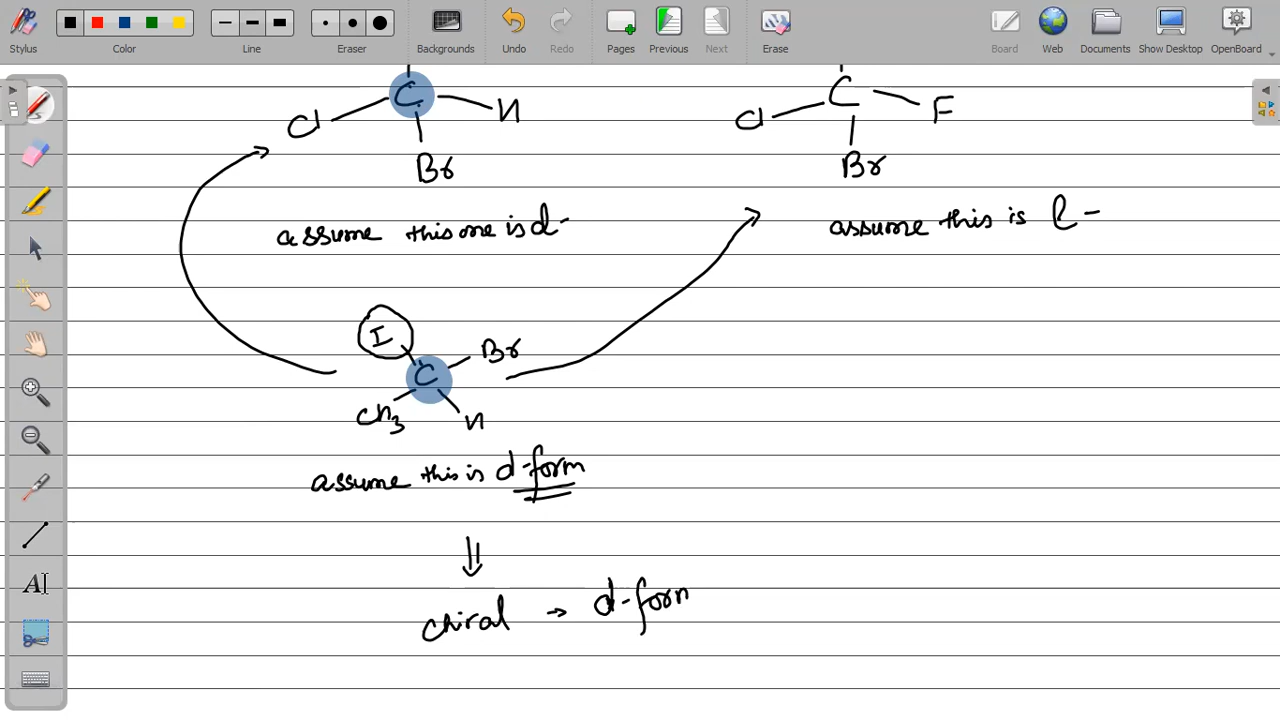 Stylus Color Line Eraser Backgrounds Undo Redo Pages Previous Next Erase Board Web Documents Show Desktop OpenBoard
C C
Cl H Cl F
Br Br
assume this one is d- assume this is l-
I
Br
C
CH3 H
assume this is d-form
⇓
chiral → d-form
AI